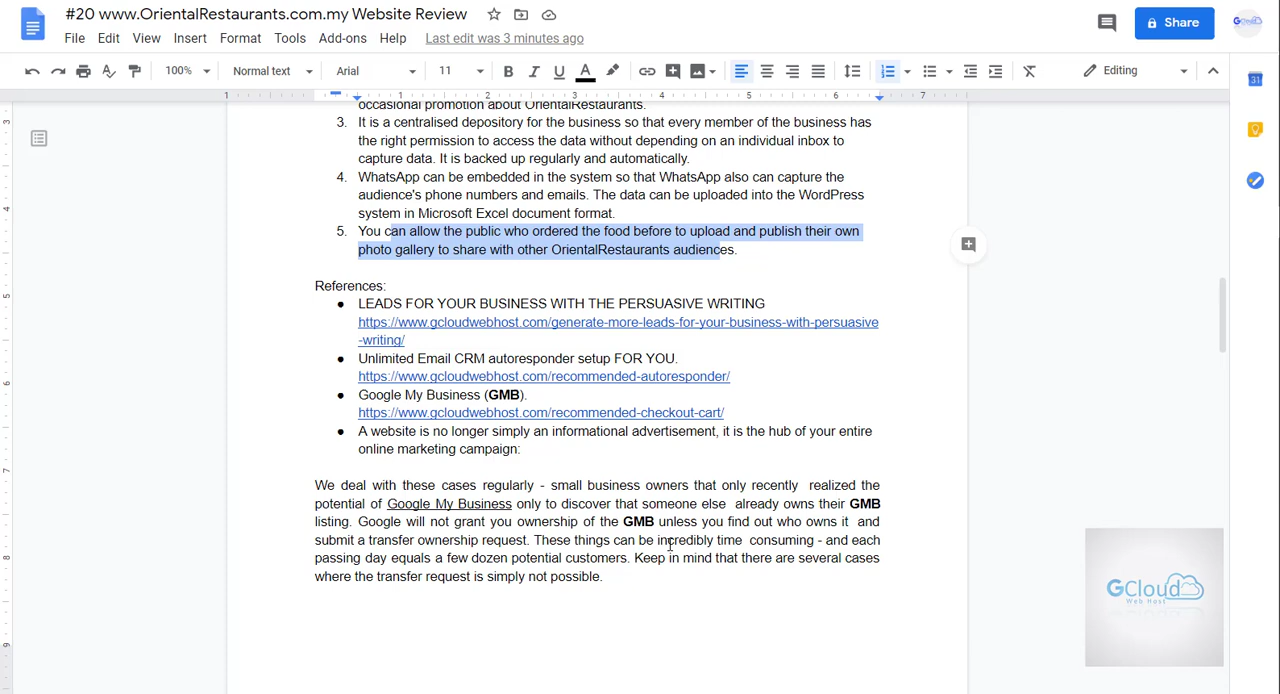 #20 www.OrientalRestaurants.com.my Website Review
File Edit View Insert Format Tools Add-ons Help Last edit was 3 minutes ago
Share
100% Normal text Arial 11 B I U A Editing
1 1 2 3 4 5 6 7
occasional promotion about OrientalRestaurants.
3. It is a centralised depository for the business so that every member of the business has
the right permission to access the data without depending on an individual inbox to
capture data. It is backed up regularly and automatically.
4. WhatsApp can be embedded in the system so that WhatsApp also can capture the
audience's phone numbers and emails. The data can be uploaded into the WordPress
system in Microsoft Excel document format.
5. You can allow the public who ordered the food before to upload and publish their own
photo gallery to share with other OrientalRestaurants audiences.
References:
● LEADS FOR YOUR BUSINESS WITH THE PERSUASIVE WRITING
https://www.gcloudwebhost.com/generate-more-leads-for-your-business-with-persuasive
-writing/
● Unlimited Email CRM autoresponder setup FOR YOU.
https://www.gcloudwebhost.com/recommended-autoresponder/
● Google My Business (GMB).
https://www.gcloudwebhost.com/recommended-checkout-cart/
● A website is no longer simply an informational advertisement, it is the hub of your entire
online marketing campaign:
We deal with these cases regularly - small business owners that only recently realized the
potential of Google My Business only to discover that someone else already owns their GMB
listing. Google will not grant you ownership of the GMB unless you find out who owns it and
submit a transfer ownership request. These things can be incredibly time consuming - and each
passing day equals a few dozen potential customers. Keep in mind that there are several cases
where the transfer request is simply not possible.
GCloud
Web Host